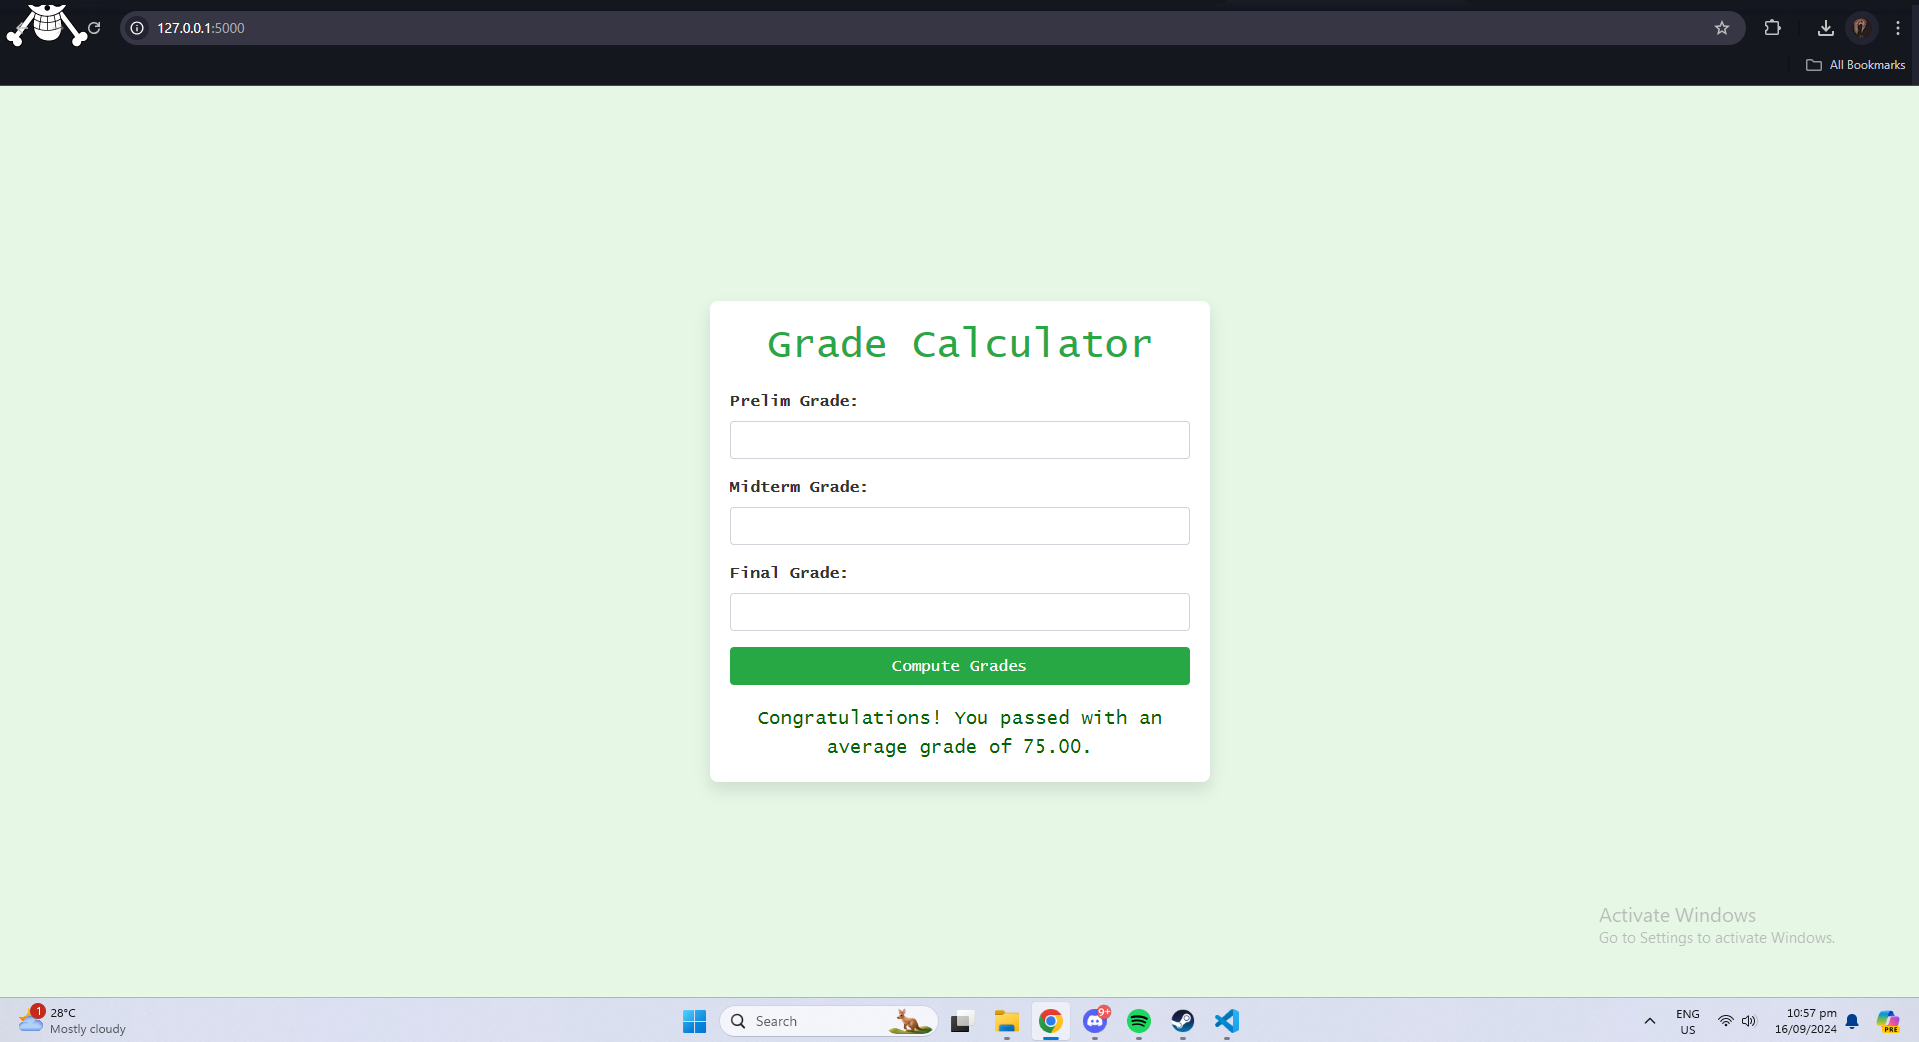 127.0.0.1:5000
All Bookmarks
Grade Calculator
Prelim Grade:
Midterm Grade:
Final Grade:
Compute Grades
Congratulations! You passed with an
average grade of 75.00.
Activate Windows
Go to Settings to activate Windows.
1
28°C
Mostly cloudy
Search
9+
ENG
US
10:57 pm
16/09/2024
PRE